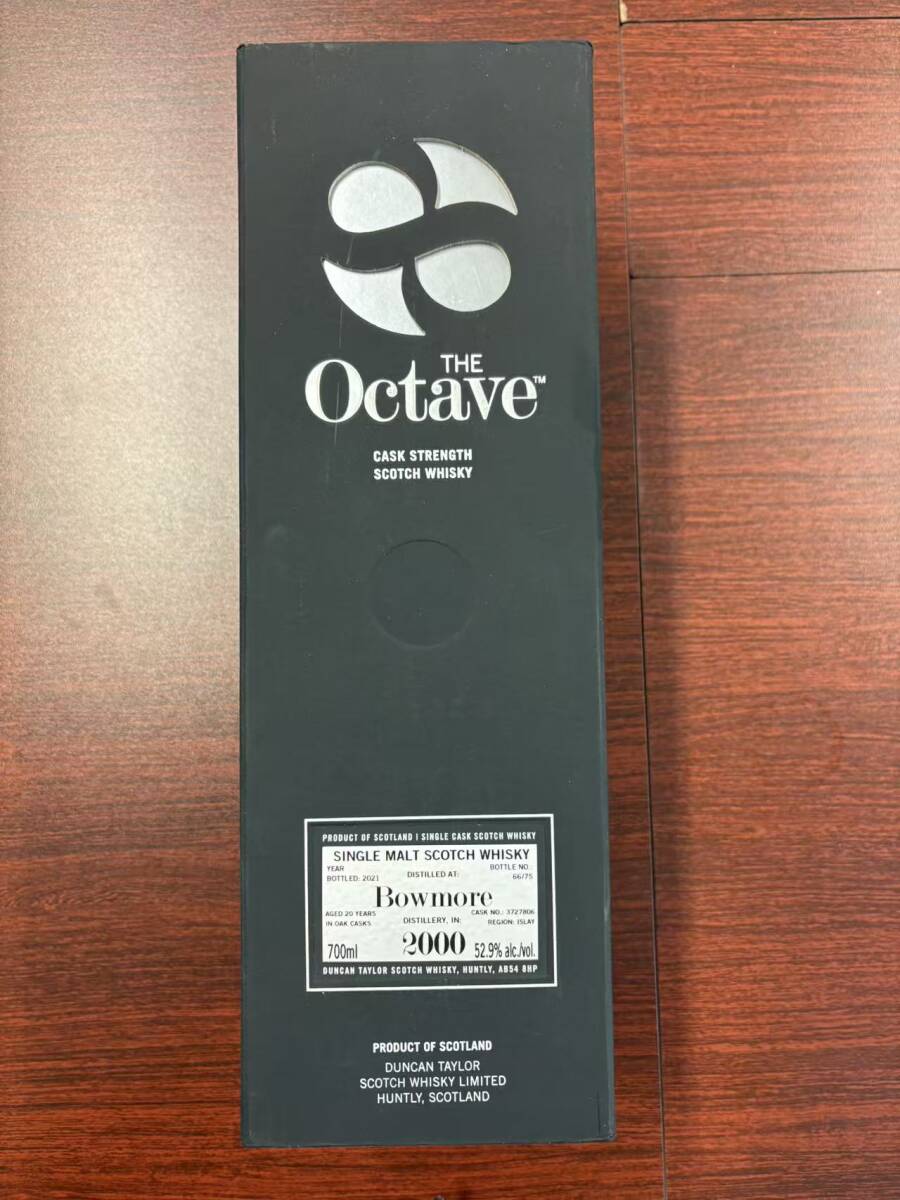 THE
Octave™
CASK STRENGTH
SCOTCH WHISKY
PRODUCT OF SCOTLAND | SINGLE CASK SCOTCH WHISKY
SINGLE MALT SCOTCH WHISKY
YEAR
BOTTLED: 2021
DISTILLED AT:
BOTTLE NO.:
66/75
Bowmore
AGED 20 YEARS
IN OAK CASKS
DISTILLERY, IN:
CASK NO.: 3727806
REGION: ISLAY
700ml
2000
52.9% alc./vol.
DUNCAN TAYLOR SCOTCH WHISKY, HUNTLY, AB54 8HP
PRODUCT OF SCOTLAND
DUNCAN TAYLOR
SCOTCH WHISKY LIMITED
HUNTLY, SCOTLAND